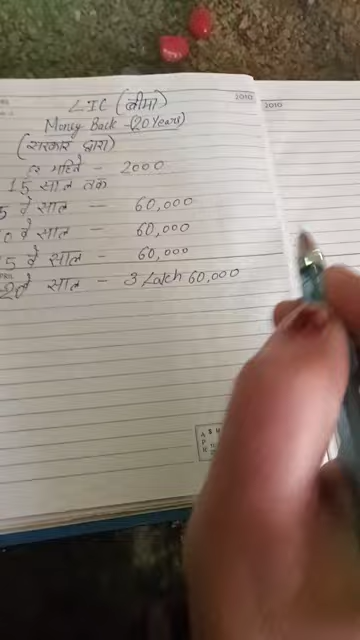 2010
2010
LIC (बीमा)
Money Back - (20 Years)
(सरकार द्वारा)
हर महिने - 2000
15 साल तक
5 वे साल - 60,000
10 वे साल - 60,000
15 वे साल - 60,000
20वे साल - 3 Lakh 60,000